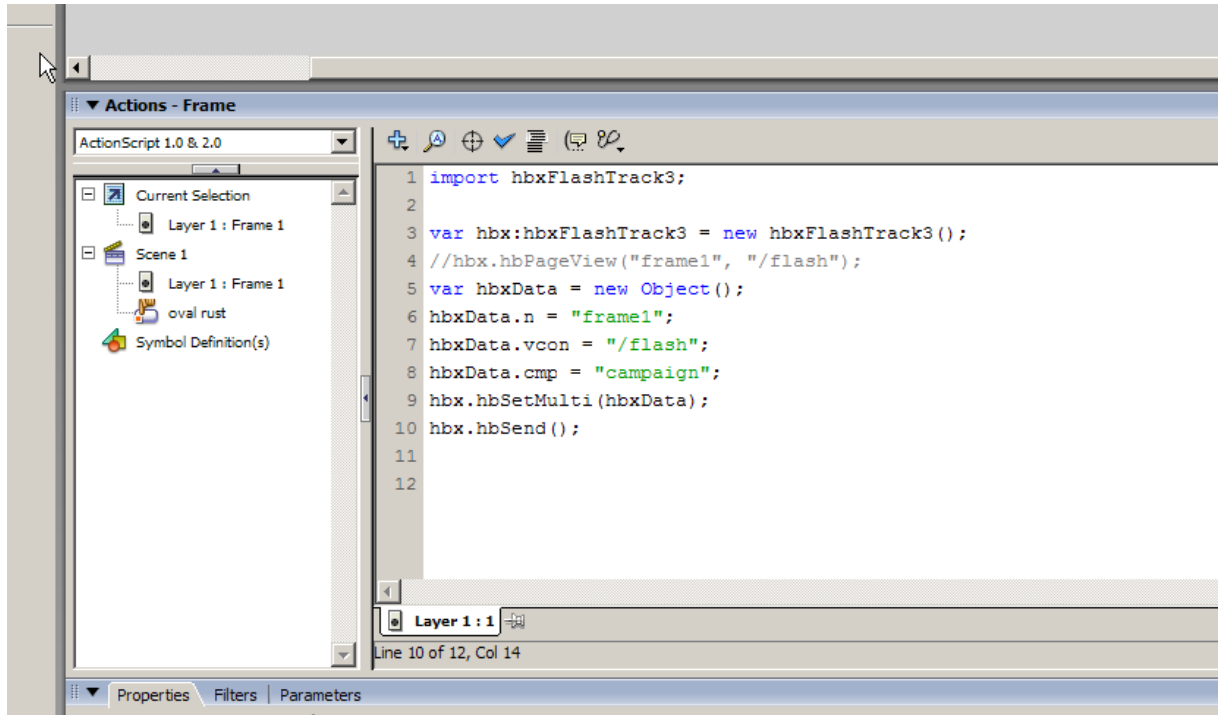 Actions - Frame
ActionScript 1.0 & 2.0
Current Selection
Layer 1 : Frame 1
Scene 1
Layer 1 : Frame 1
oval rust
Symbol Definition(s)
1 import hbxFlashTrack3;
2
3 var hbx:hbxFlashTrack3 = new hbxFlashTrack3();
4 //hbx.hbPageView("frame1", "/flash");
5 var hbxData = new Object();
6 hbxData.n = "frame1";
7 hbxData.vcon = "/flash";
8 hbxData.cmp = "campaign";
9 hbx.hbSetMulti(hbxData);
10 hbx.hbSend();
11
12
Layer 1 : 1
Line 10 of 12, Col 14
Properties Filters Parameters